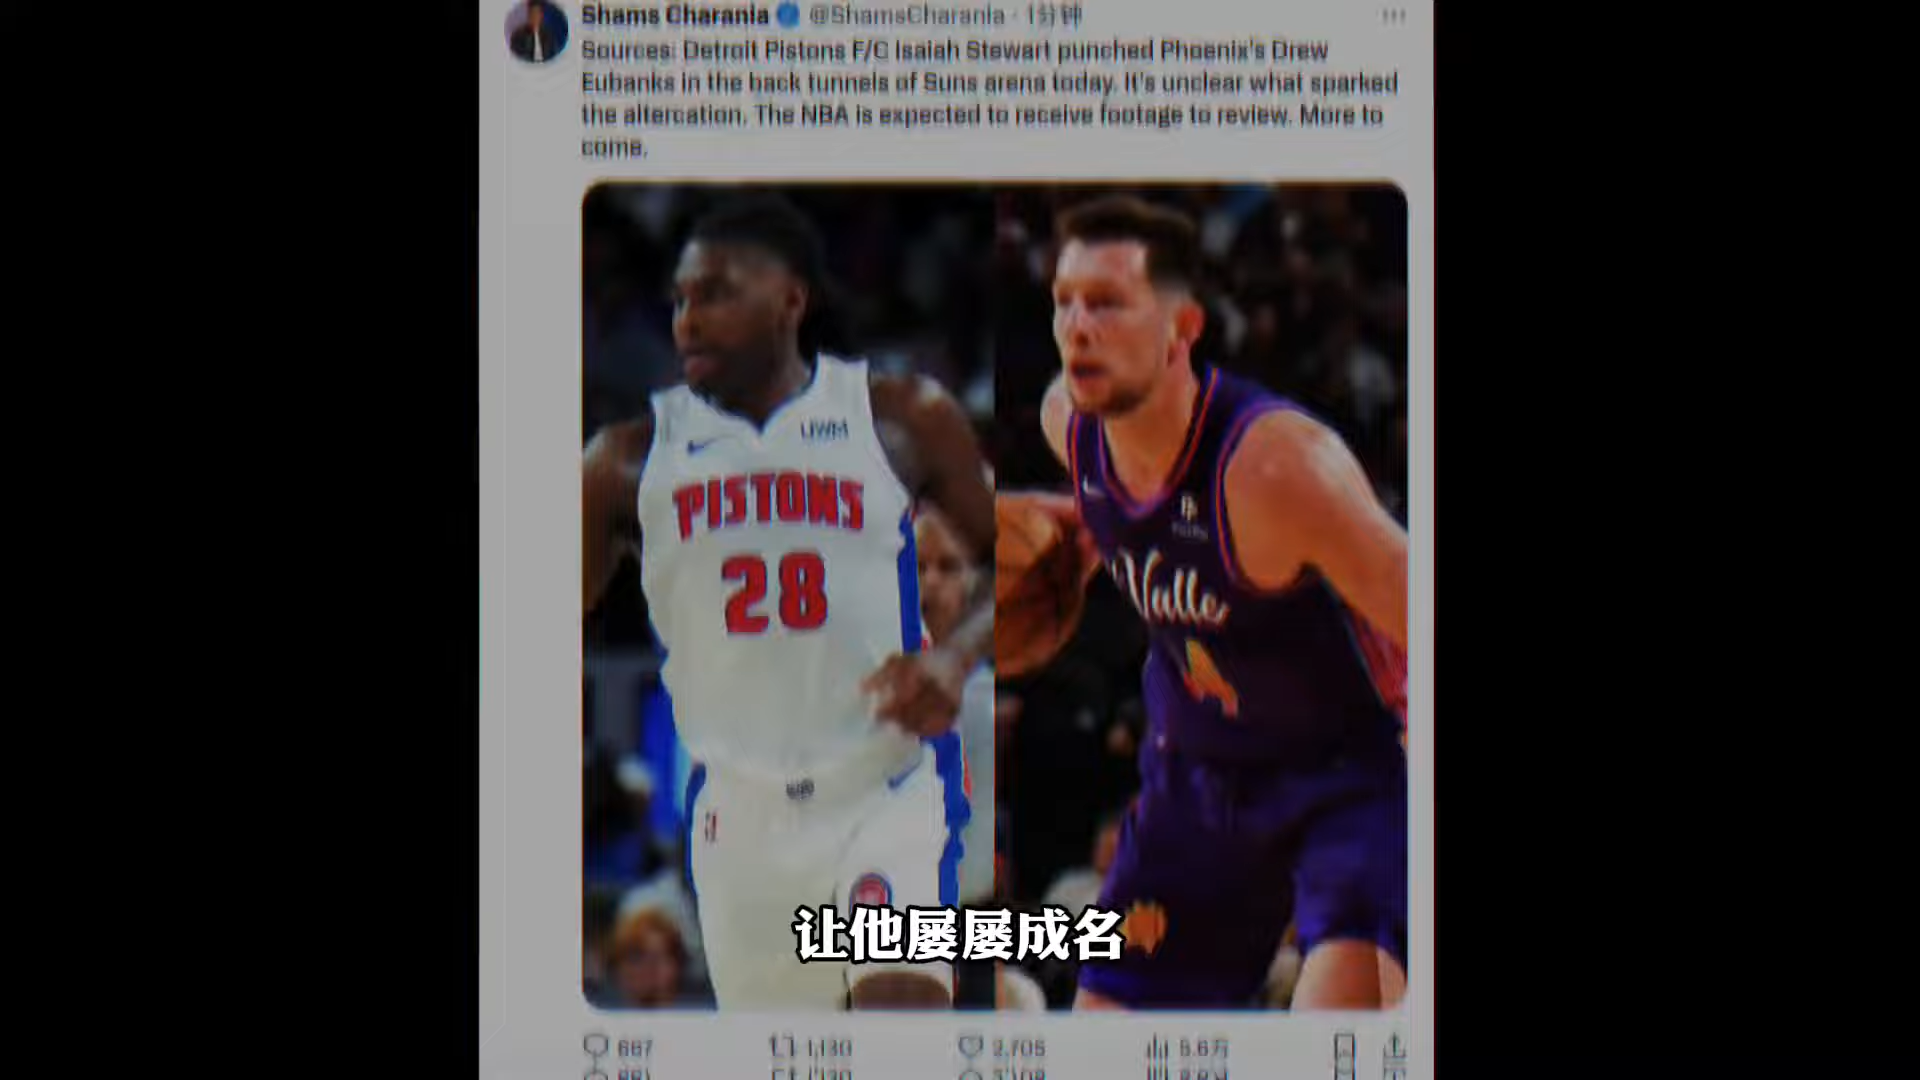 Shams Charania @ShamsCharania · 1分钟
Sources: Detroit Pistons F/C Isaiah Stewart punched Phoenix's Drew
Eubanks in the back tunnels of Suns arena today. It's unclear what sparked
the altercation. The NBA is expected to receive footage to review. More to
come.
UWM
PISTONS
28
Valle
让他屡屡成名
667 1,130 2,705 5.6万